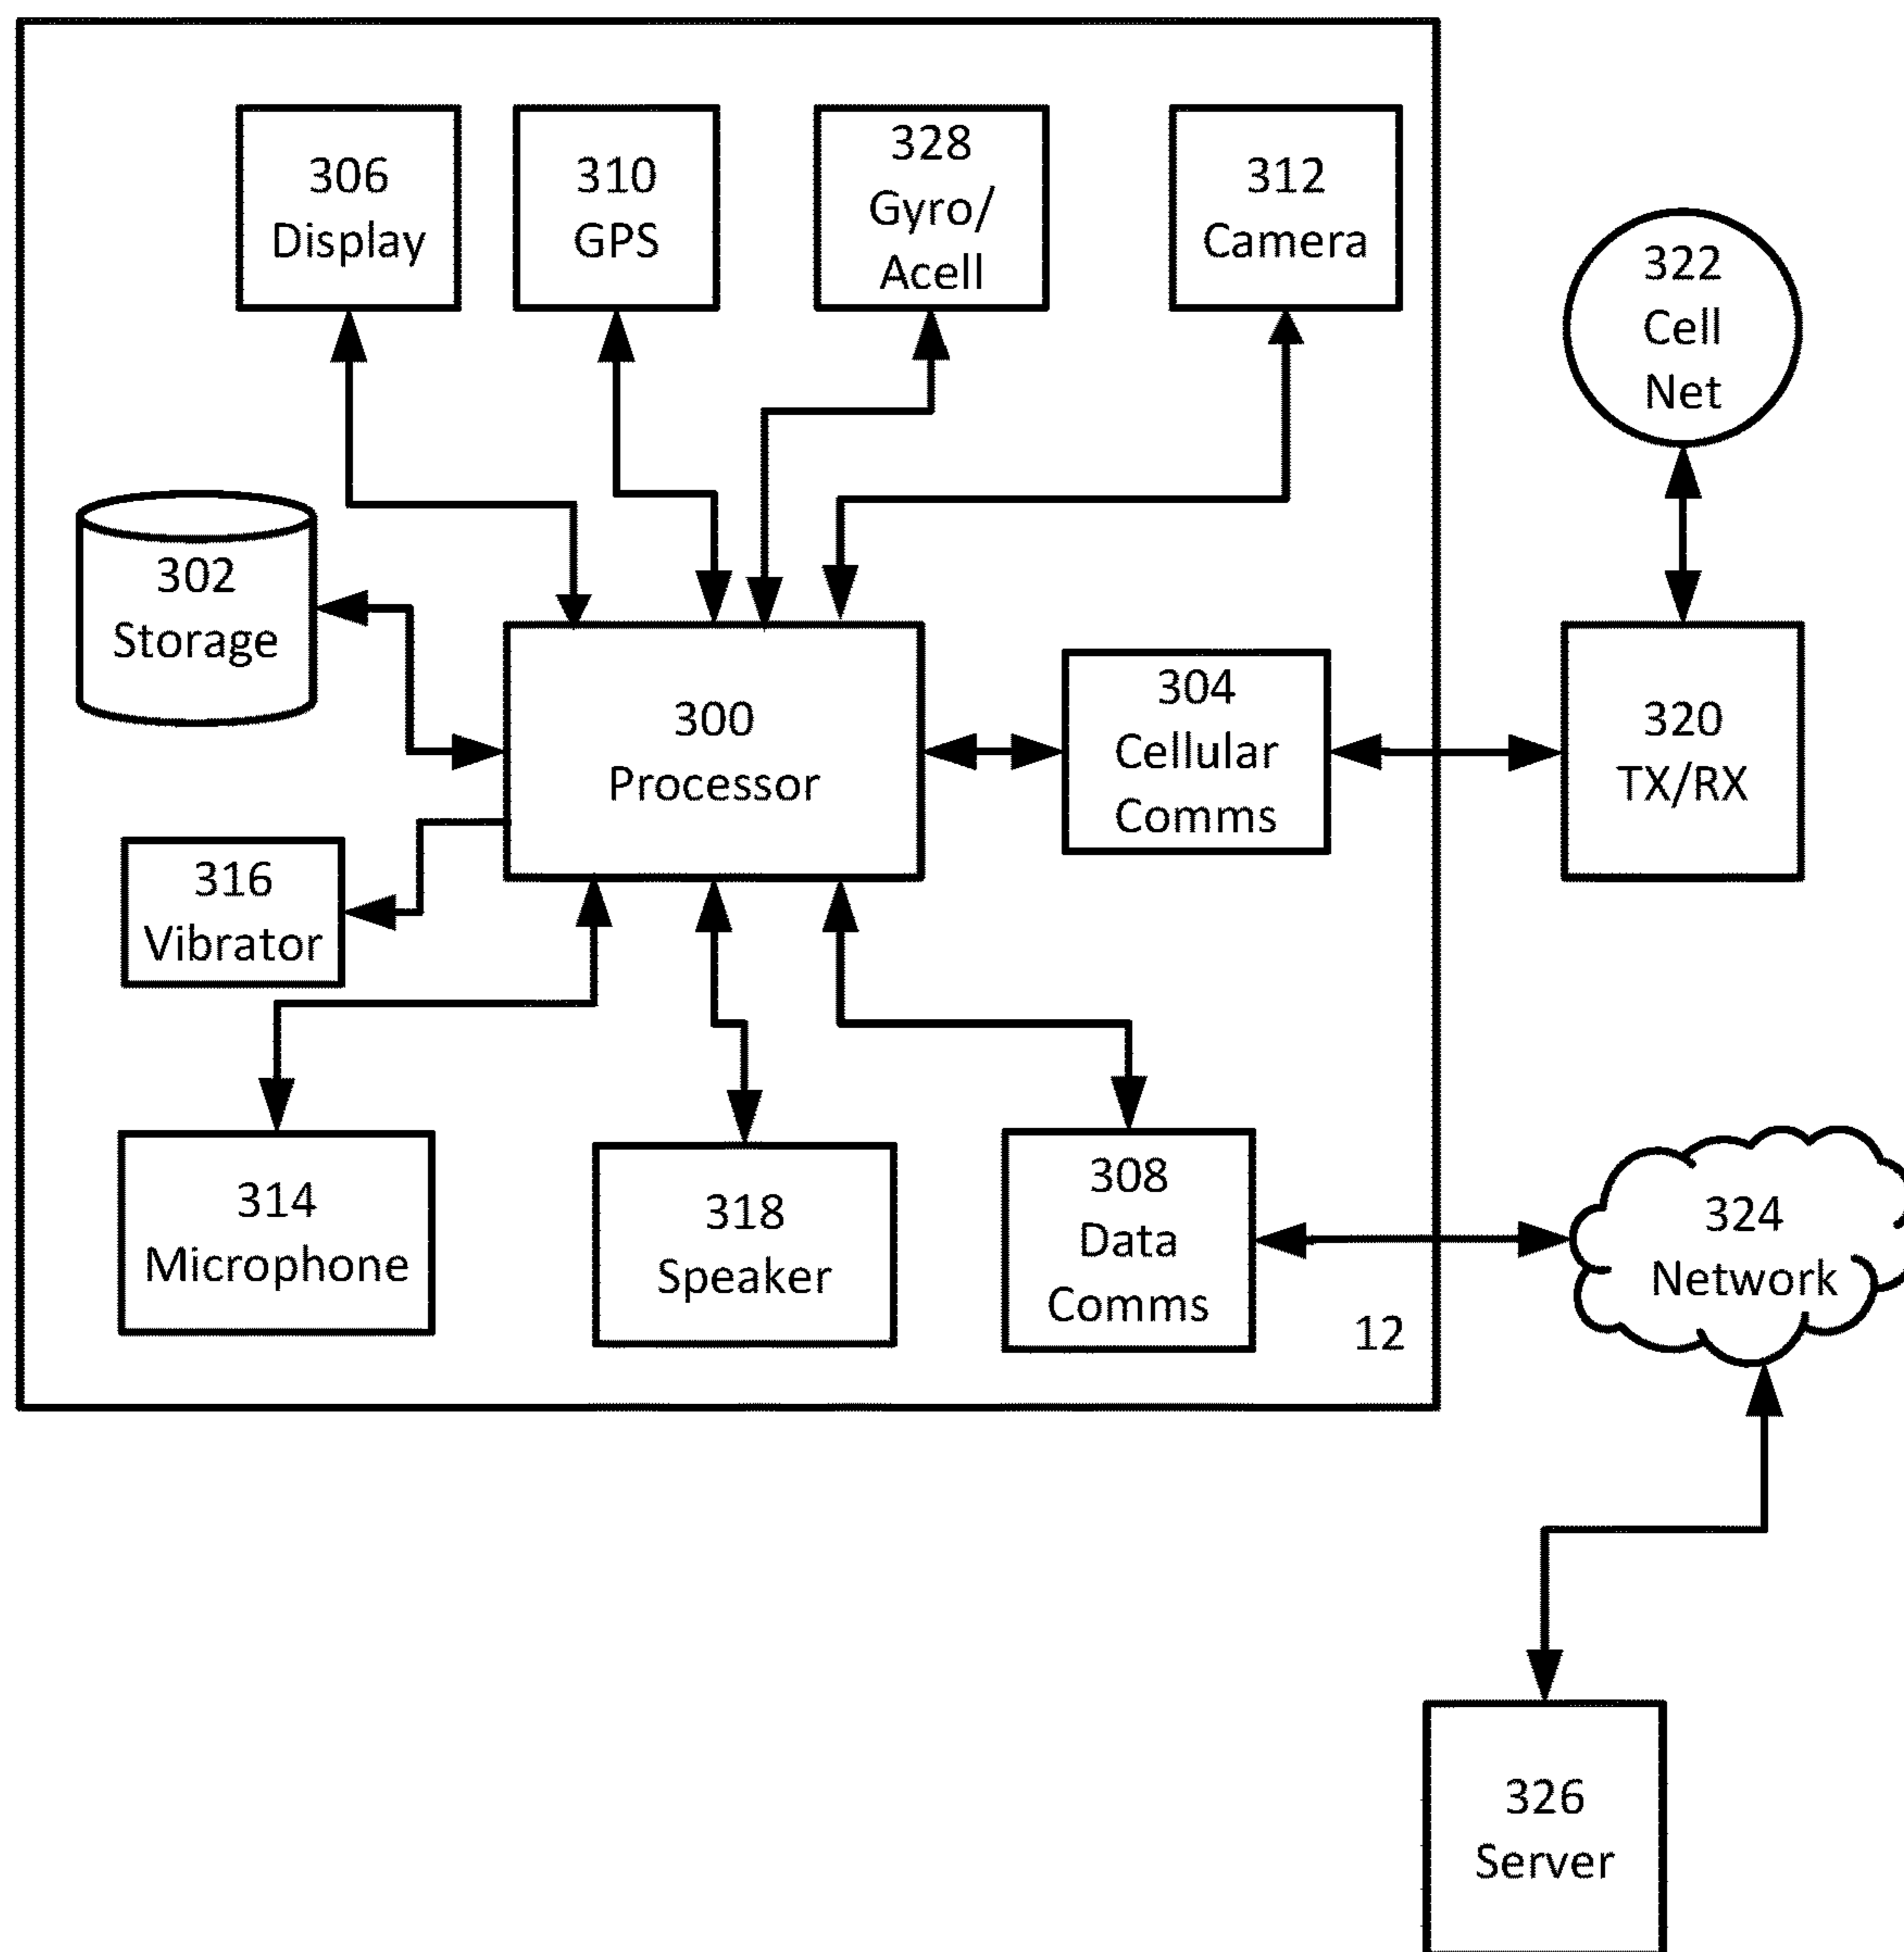 306
Display
310
GPS
328
Gyro/
Acell
312
Camera
322
Cell
Net
302
Storage
300
Processor
304
Cellular
Comms
320
TX/RX
316
Vibrator
314
Microphone
318
Speaker
308
Data
Comms
12
324
Network
326
Server